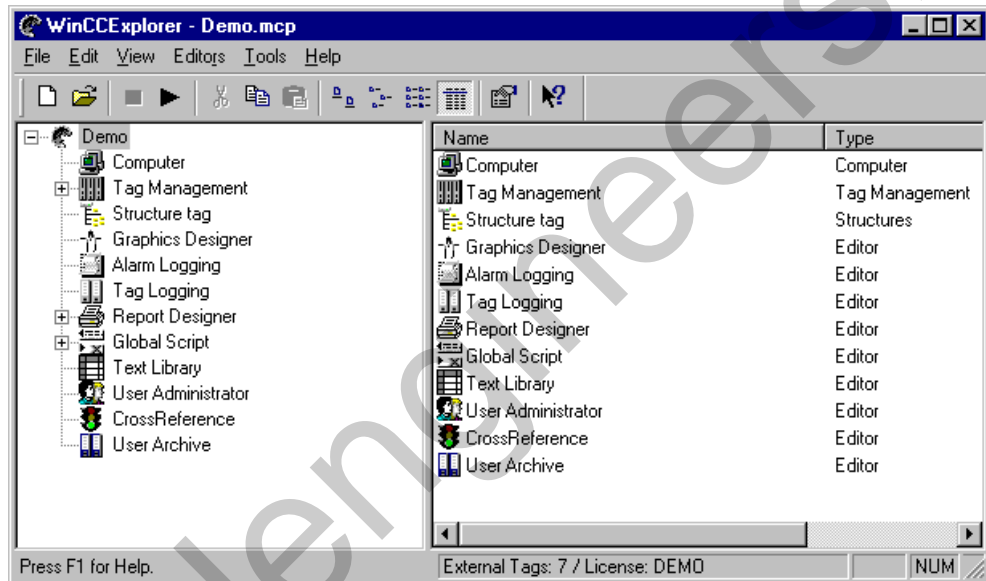 WinCCExplorer - Demo.mcp
File Edit View Editors Tools Help
Demo
Computer
Tag Management
Structure tag
Graphics Designer
Alarm Logging
Tag Logging
Report Designer
Global Script
Text Library
User Administrator
CrossReference
User Archive
Name Type
Computer Computer
Tag Management Tag Management
Structure tag Structures
Graphics Designer Editor
Alarm Logging Editor
Tag Logging Editor
Report Designer Editor
Global Script Editor
Text Library Editor
User Administrator Editor
CrossReference Editor
User Archive Editor
Press F1 for Help. External Tags: 7 / License: DEMO NUM
lengineers